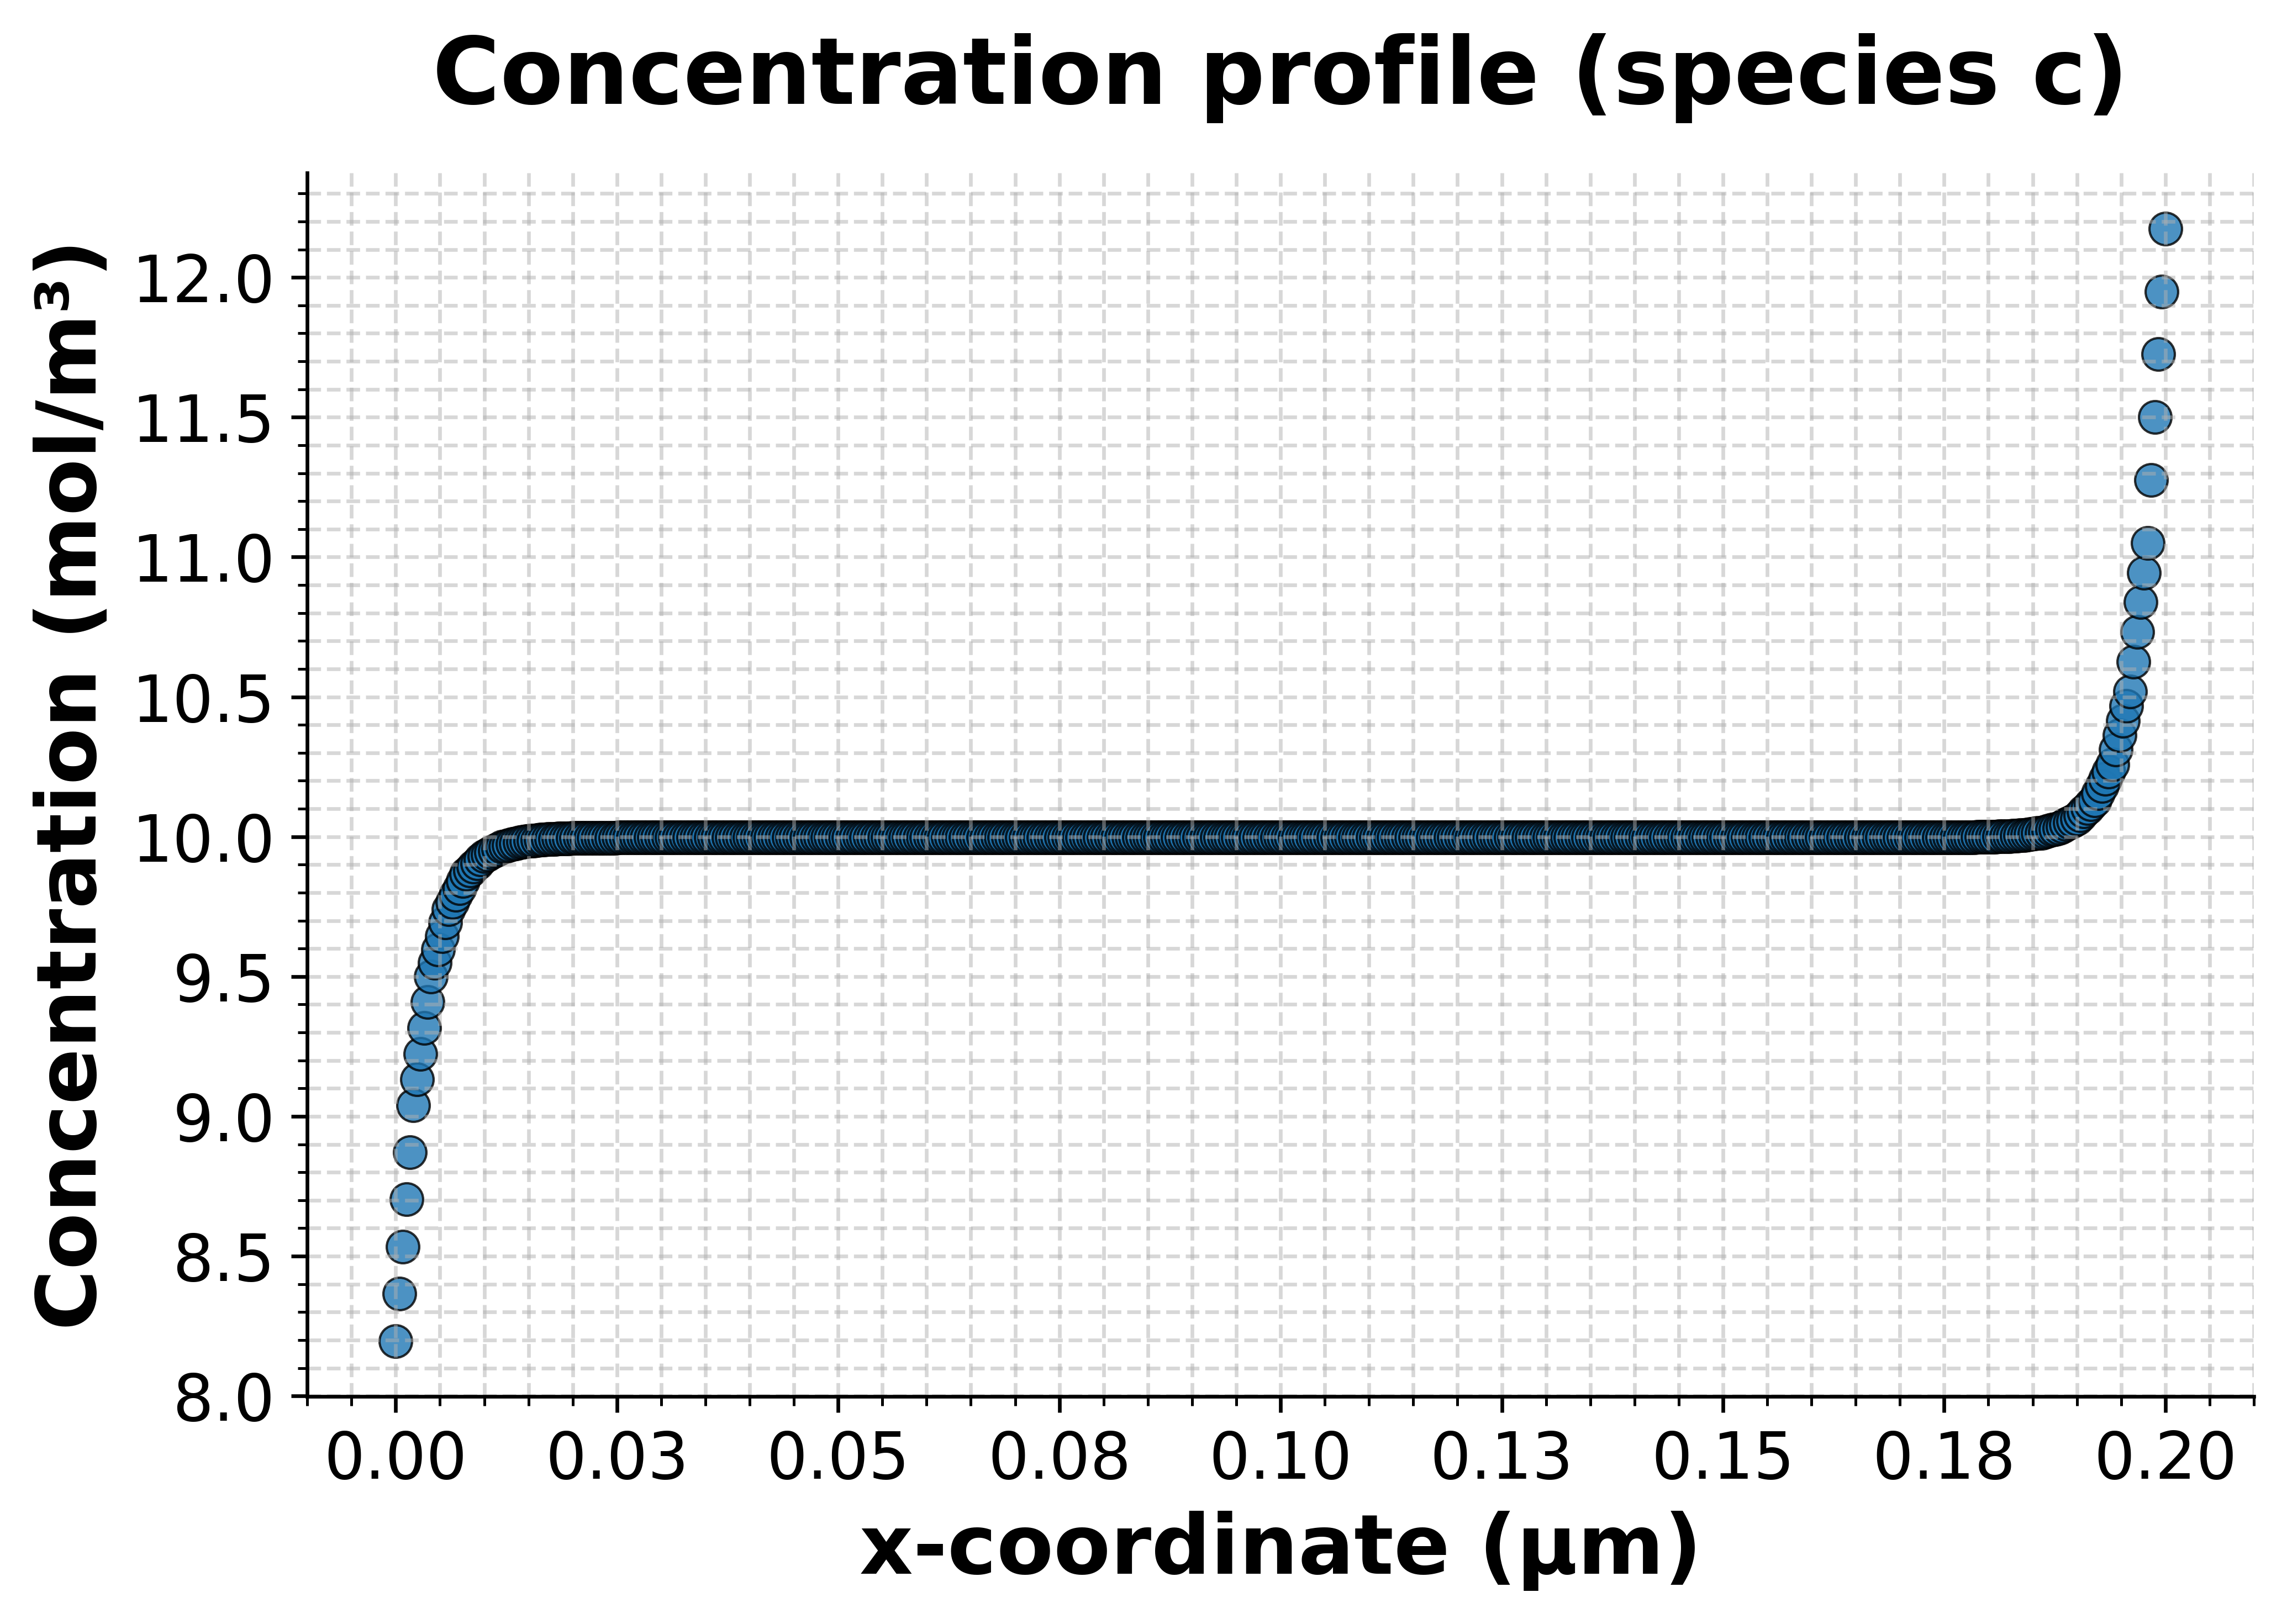 Concentration profile (species c)
Concentration (mol/m³)
12.0
11.5
11.0
10.5
10.0
9.5
9.0
8.5
8.0
0.00 0.03 0.05 0.08 0.10 0.13 0.15 0.18 0.20
x-coordinate (µm)